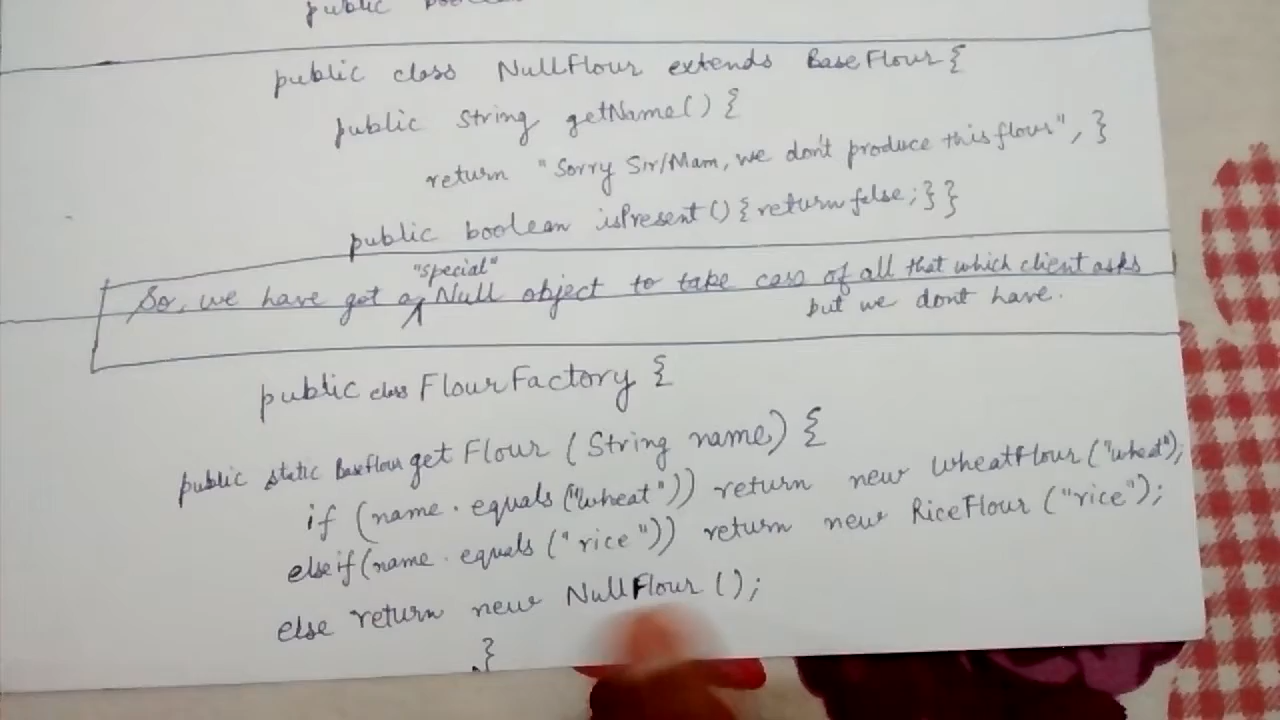 public
public class NullFlour extends BaseFlour {
public String getName() {
return "Sorry Sir/Mam, we don't produce this flour", }
public boolean isPresent() { return false; } }
So, we have got a "special" Null object to take care of all that which client asks
but we dont have.
public class FlourFactory {
public static BaseFlour getFlour (String name) {
if (name.equals("wheat")) return new WheatFlour("wheat");
elseif(name.equals("rice")) return new RiceFlour ("rice");
else return new NullFlour ();
}